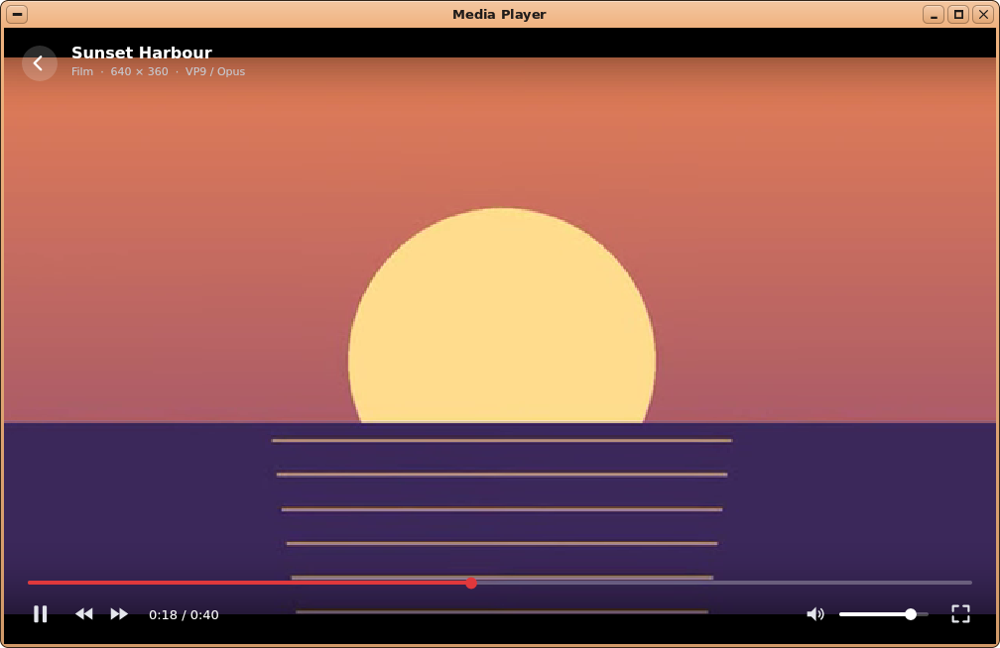 Media Player
Sunset Harbour
Film · 640 × 360 · VP9 / Opus
0:18 / 0:40